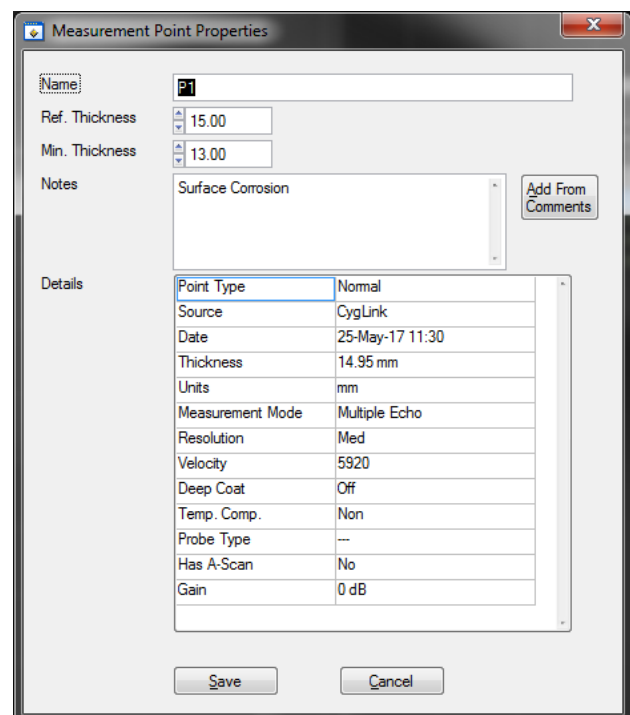 Measurement Point Properties
Name P1
Ref. Thickness 15.00
Min. Thickness 13.00
Notes Surface Corrosion Add From
Comments
Details Point Type Normal
Source CygLink
Date 25-May-17 11:30
Thickness 14.95 mm
Units mm
Measurement Mode Multiple Echo
Resolution Med
Velocity 5920
Deep Coat Off
Temp. Comp. Non
Probe Type ---
Has A-Scan No
Gain 0 dB
Save Cancel